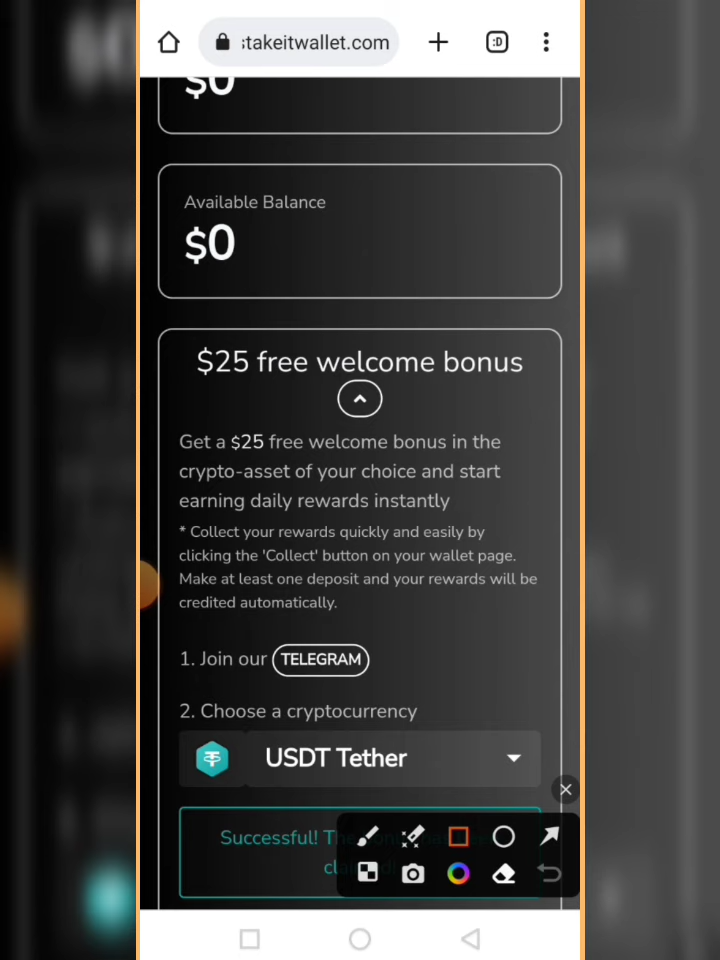 :takeitwallet.com
:D
$0
Available Balance
$0
$25 free welcome bonus
Get a $25 free welcome bonus in the
crypto-asset of your choice and start
earning daily rewards instantly
* Collect your rewards quickly and easily by
clicking the 'Collect' button on your wallet page.
Make at least one deposit and your rewards will be
credited automatically.
1. Join our TELEGRAM
2. Choose a cryptocurrency
USDT Tether
Successful!